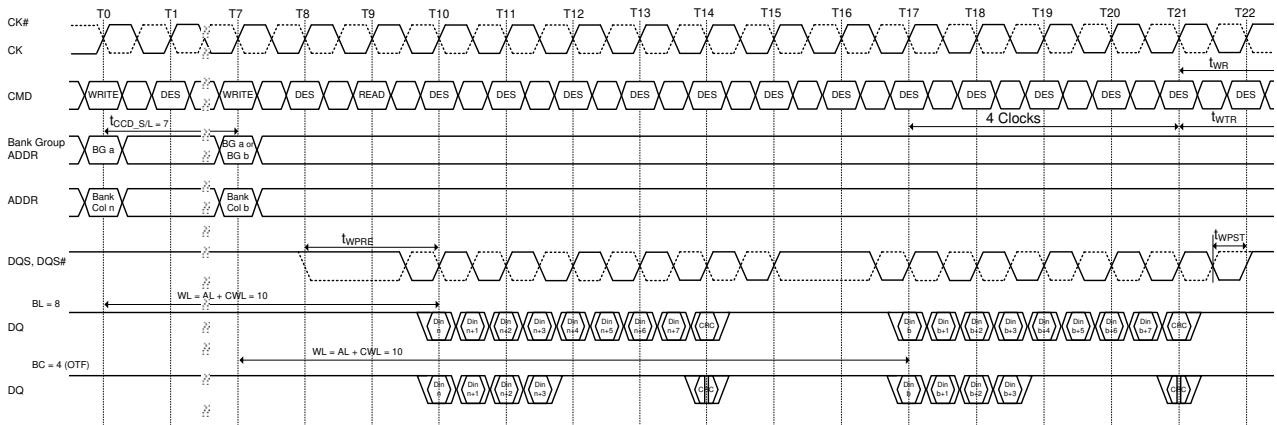 T0 T1 T7 T8 T9 T10 T11 T12 T13 T14 T15 T16 T17 T18 T19 T20 T21 T22
CK#
CK
tWR
CMD WRITE DES WRITE DES READ DES DES DES DES DES DES DES DES DES DES DES DES DES
tCCD_S/L = 7
4 Clocks
tWTR
Bank Group
ADDR
BG a
BG a or
BG b
ADDR
Bank
Col n
Bank
Col b
tWPRE
tWPST
DQS, DQS#
BL = 8
WL = AL + CWL = 10
DQ
Din n Din n+1 Din n+2 Din n+3 Din n+4 Din n+5 Din n+6 Din n+7 CRC Din b Din b+1 Din b+2 Din b+3 Din b+4 Din b+5 Din b+6 Din b+7 CRC
WL = AL + CWL = 10
BC = 4 (OTF)
DQ
Din n Din n+1 Din n+2 Din n+3 CRC Din b Din b+1 Din b+2 Din b+3 CRC